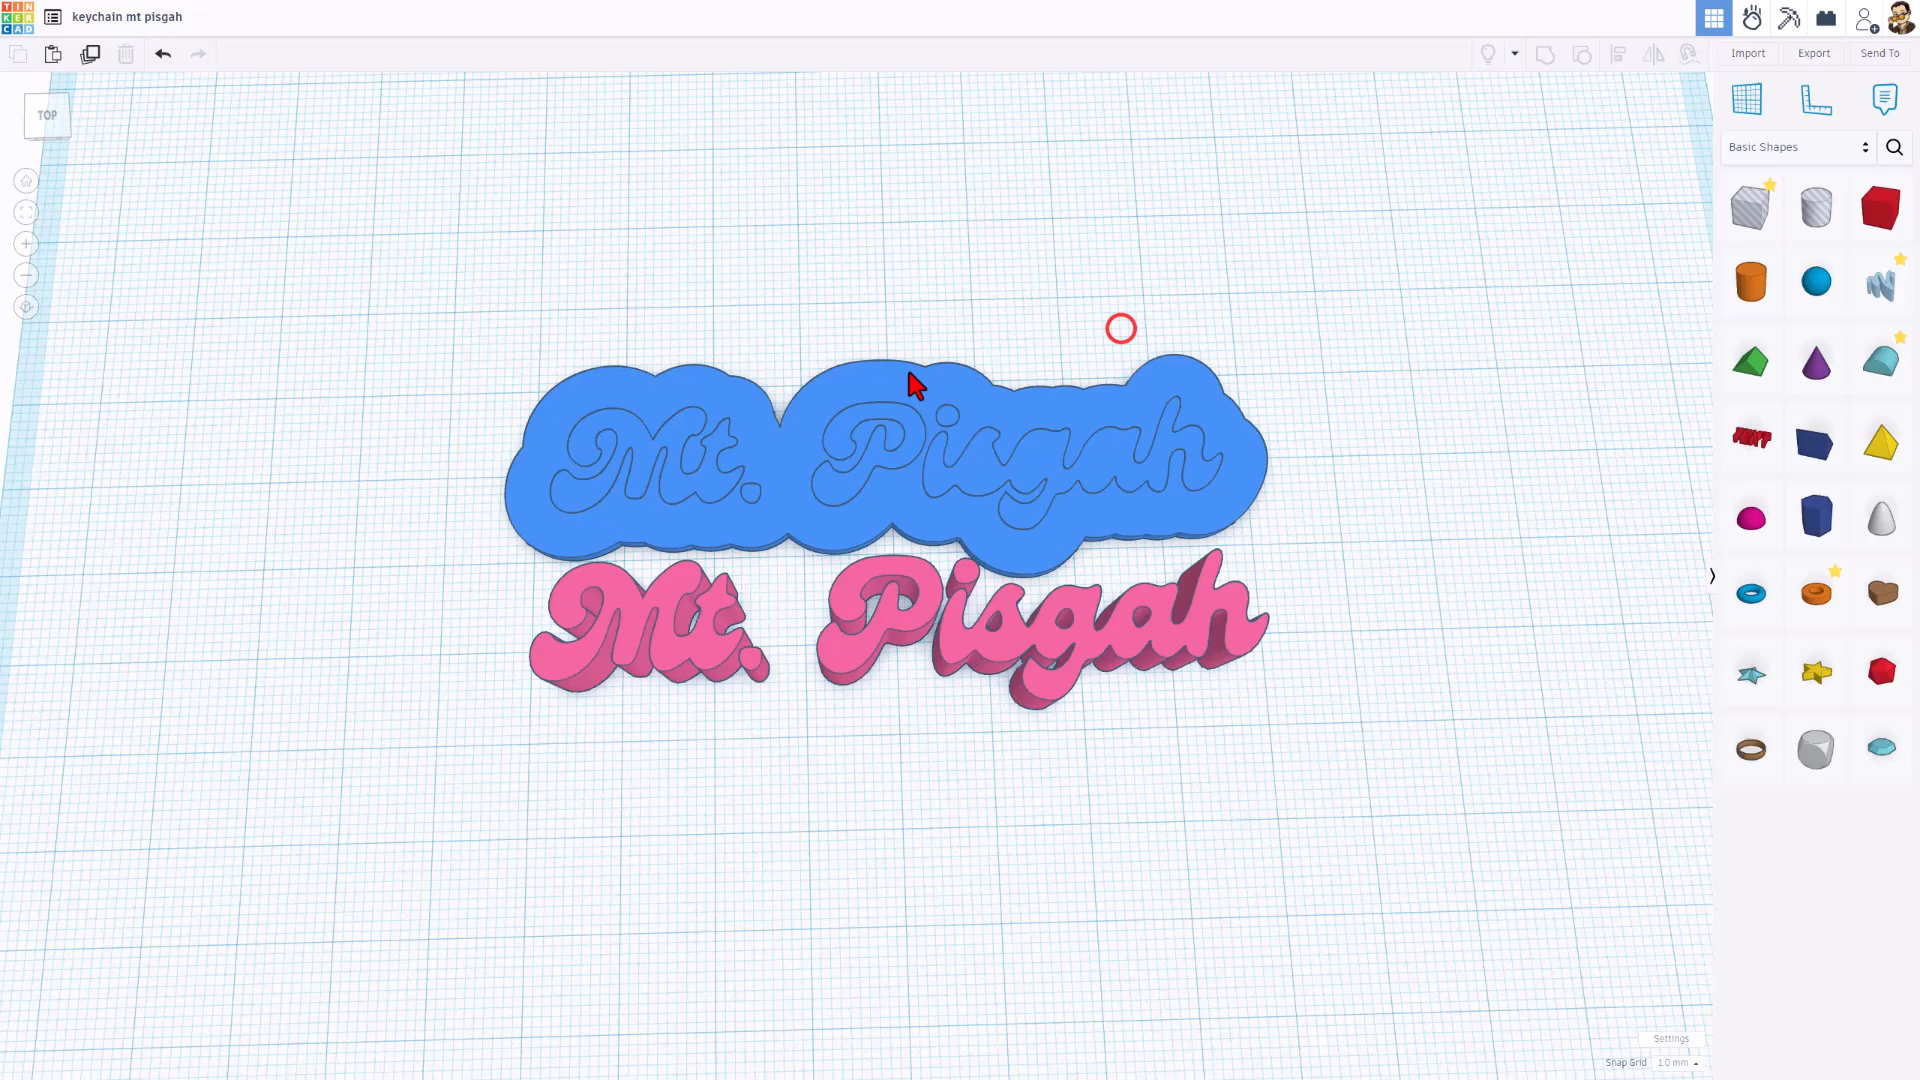 TIN
KER
CAD
keychain mt pisgah
Import
Export
Send To
TOP
Basic Shapes
Mt. Pisgah
Mt. Pisgah
Settings
Snap Grid 1.0 mm